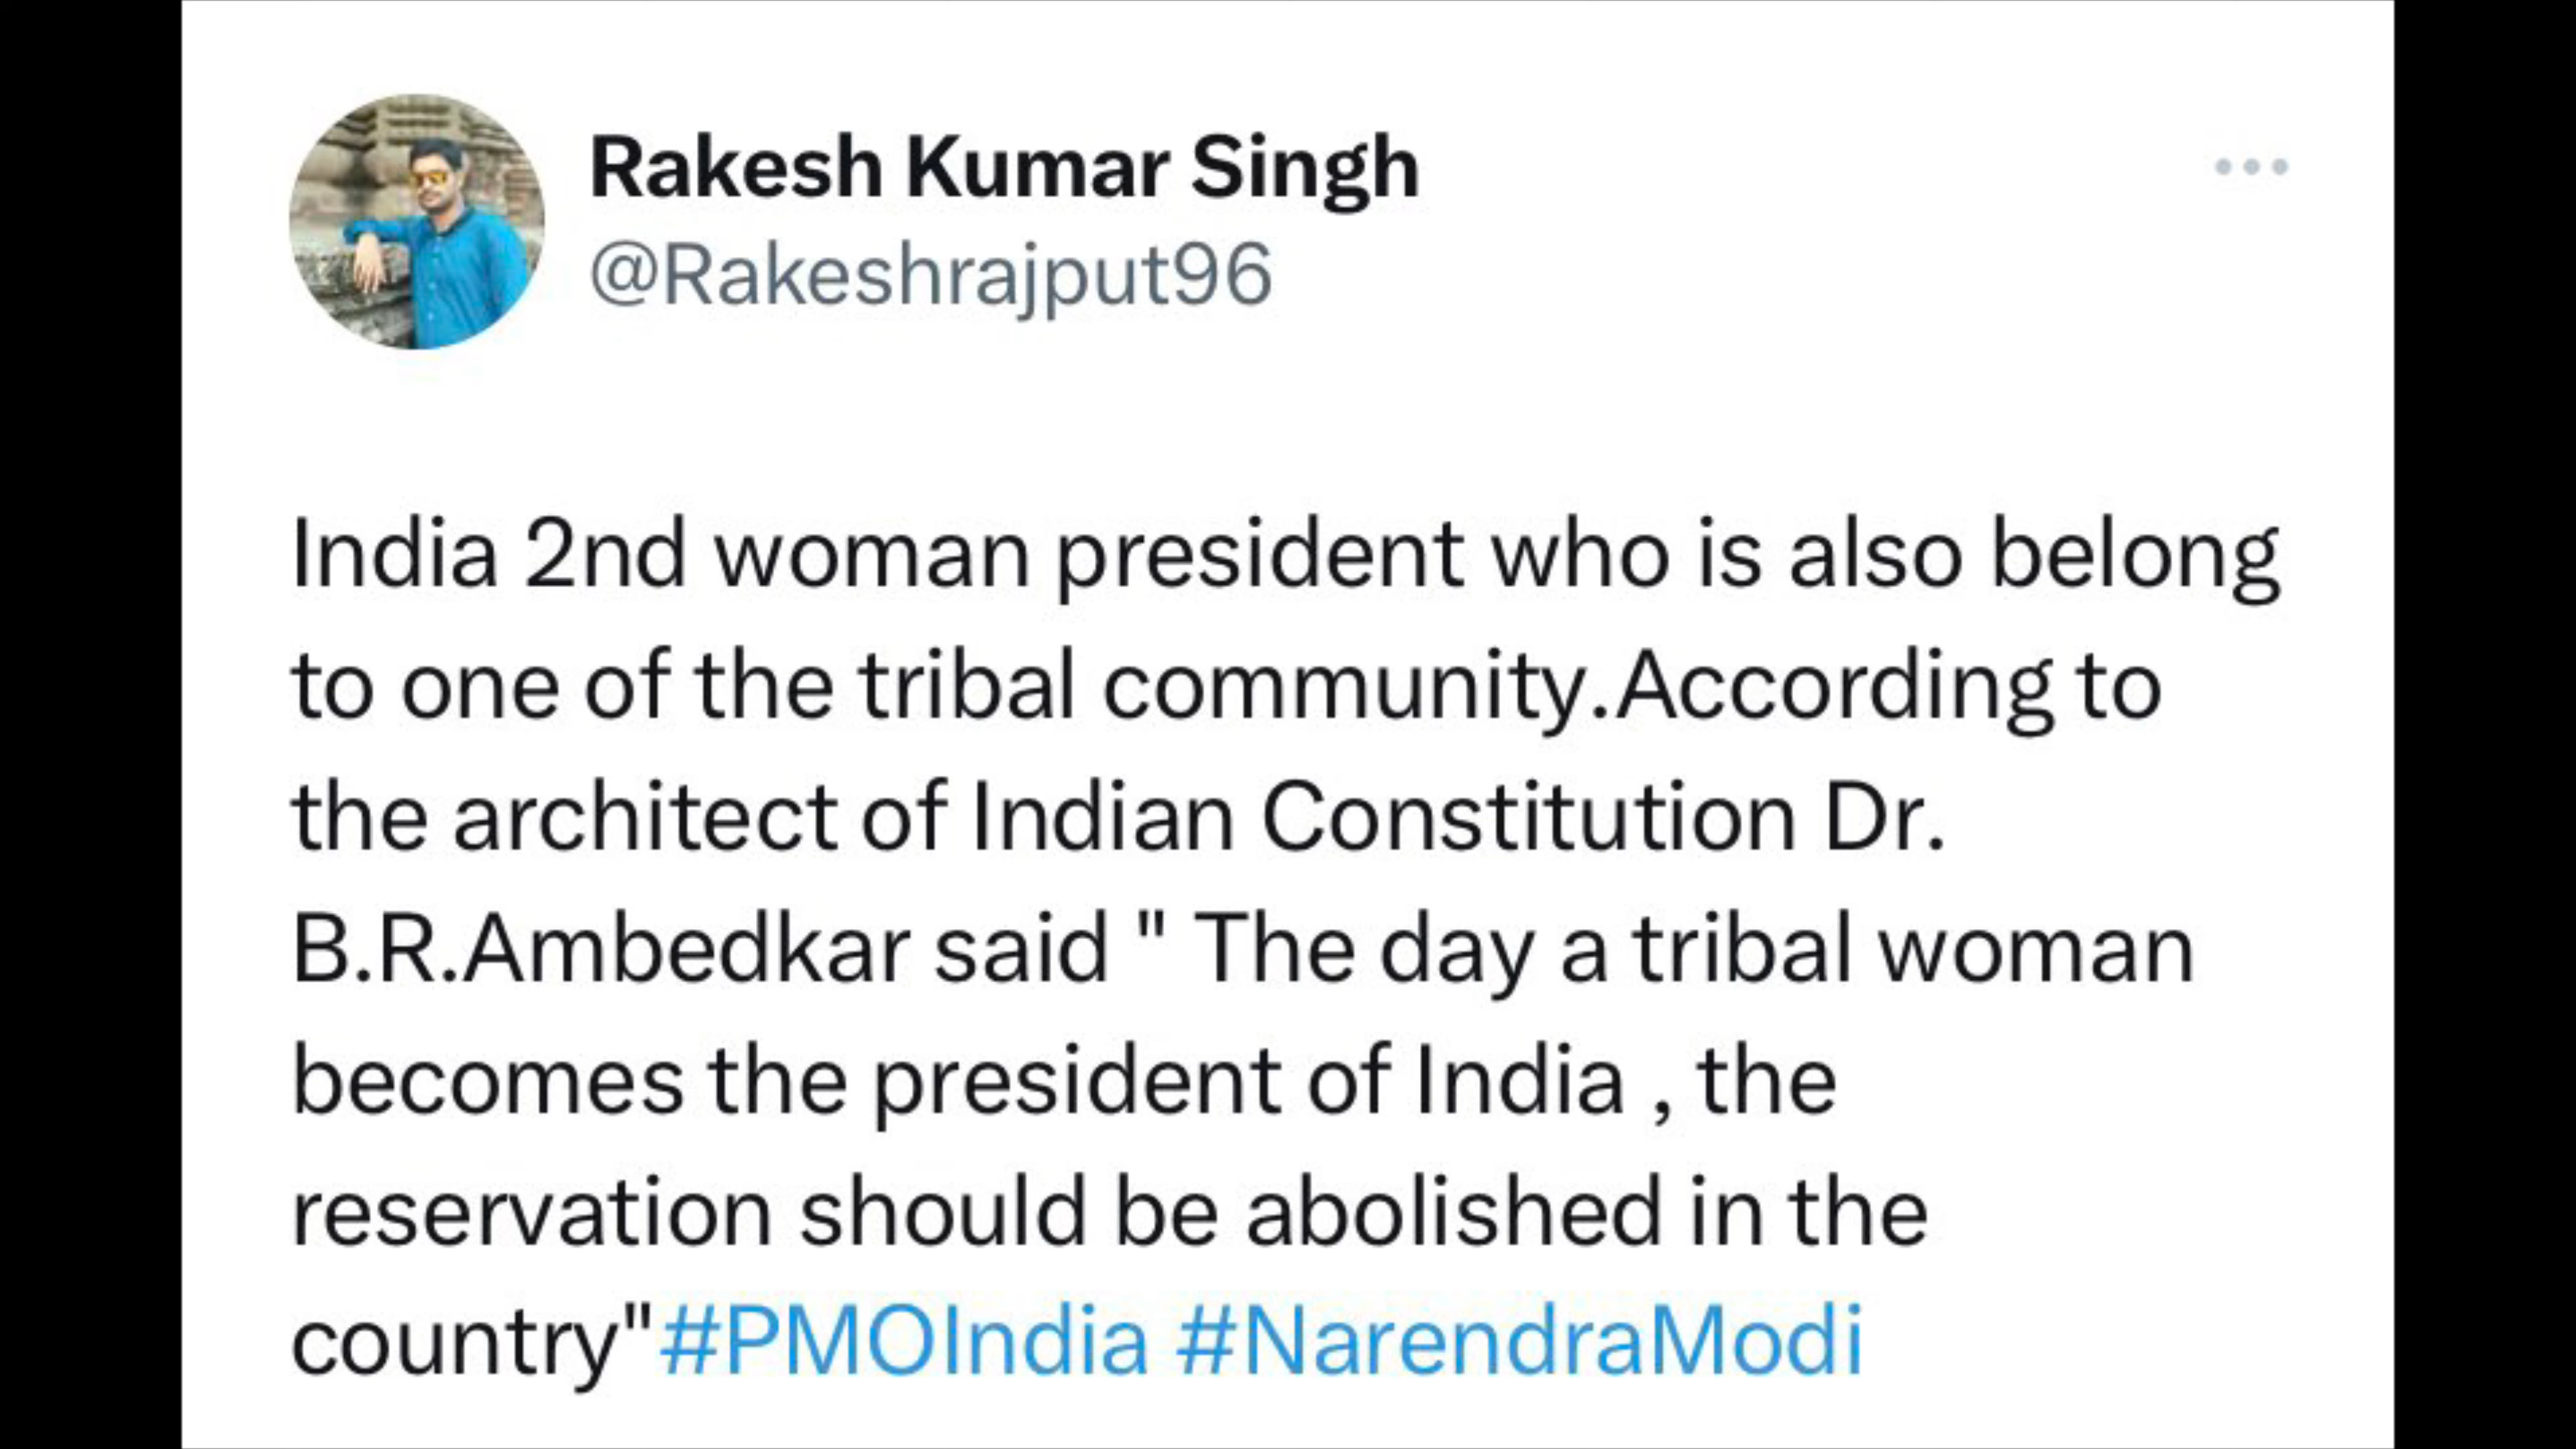 Rakesh Kumar Singh
@Rakeshrajput96
India 2nd woman president who is also belong
to one of the tribal community.According to
the architect of Indian Constitution Dr.
B.R.Ambedkar said " The day a tribal woman
becomes the president of India , the
reservation should be abolished in the
country"#PMOIndia #NarendraModi